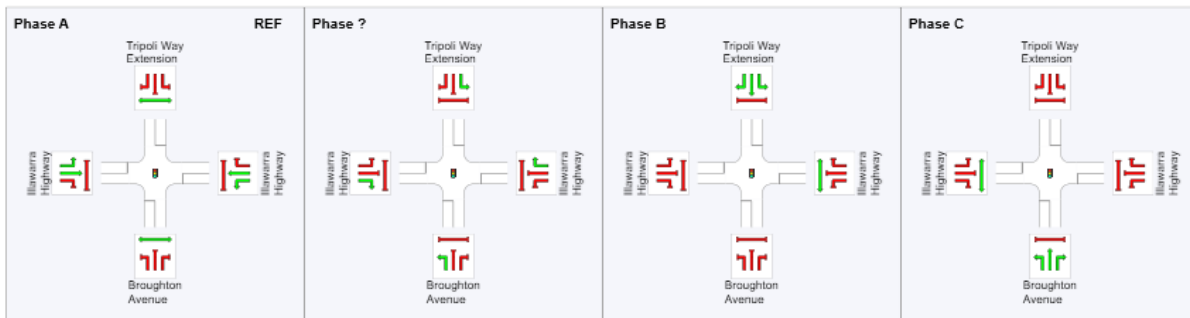 Phase A
REF
Tripoli Way
Extension
Illawarra
Highway
Illawarra
Highway
Broughton
Avenue
Phase ?
Tripoli Way
Extension
Illawarra
Highway
Illawarra
Highway
Broughton
Avenue
Phase B
Tripoli Way
Extension
Illawarra
Highway
Illawarra
Highway
Broughton
Avenue
Phase C
Tripoli Way
Extension
Illawarra
Highway
Illawarra
Highway
Broughton
Avenue